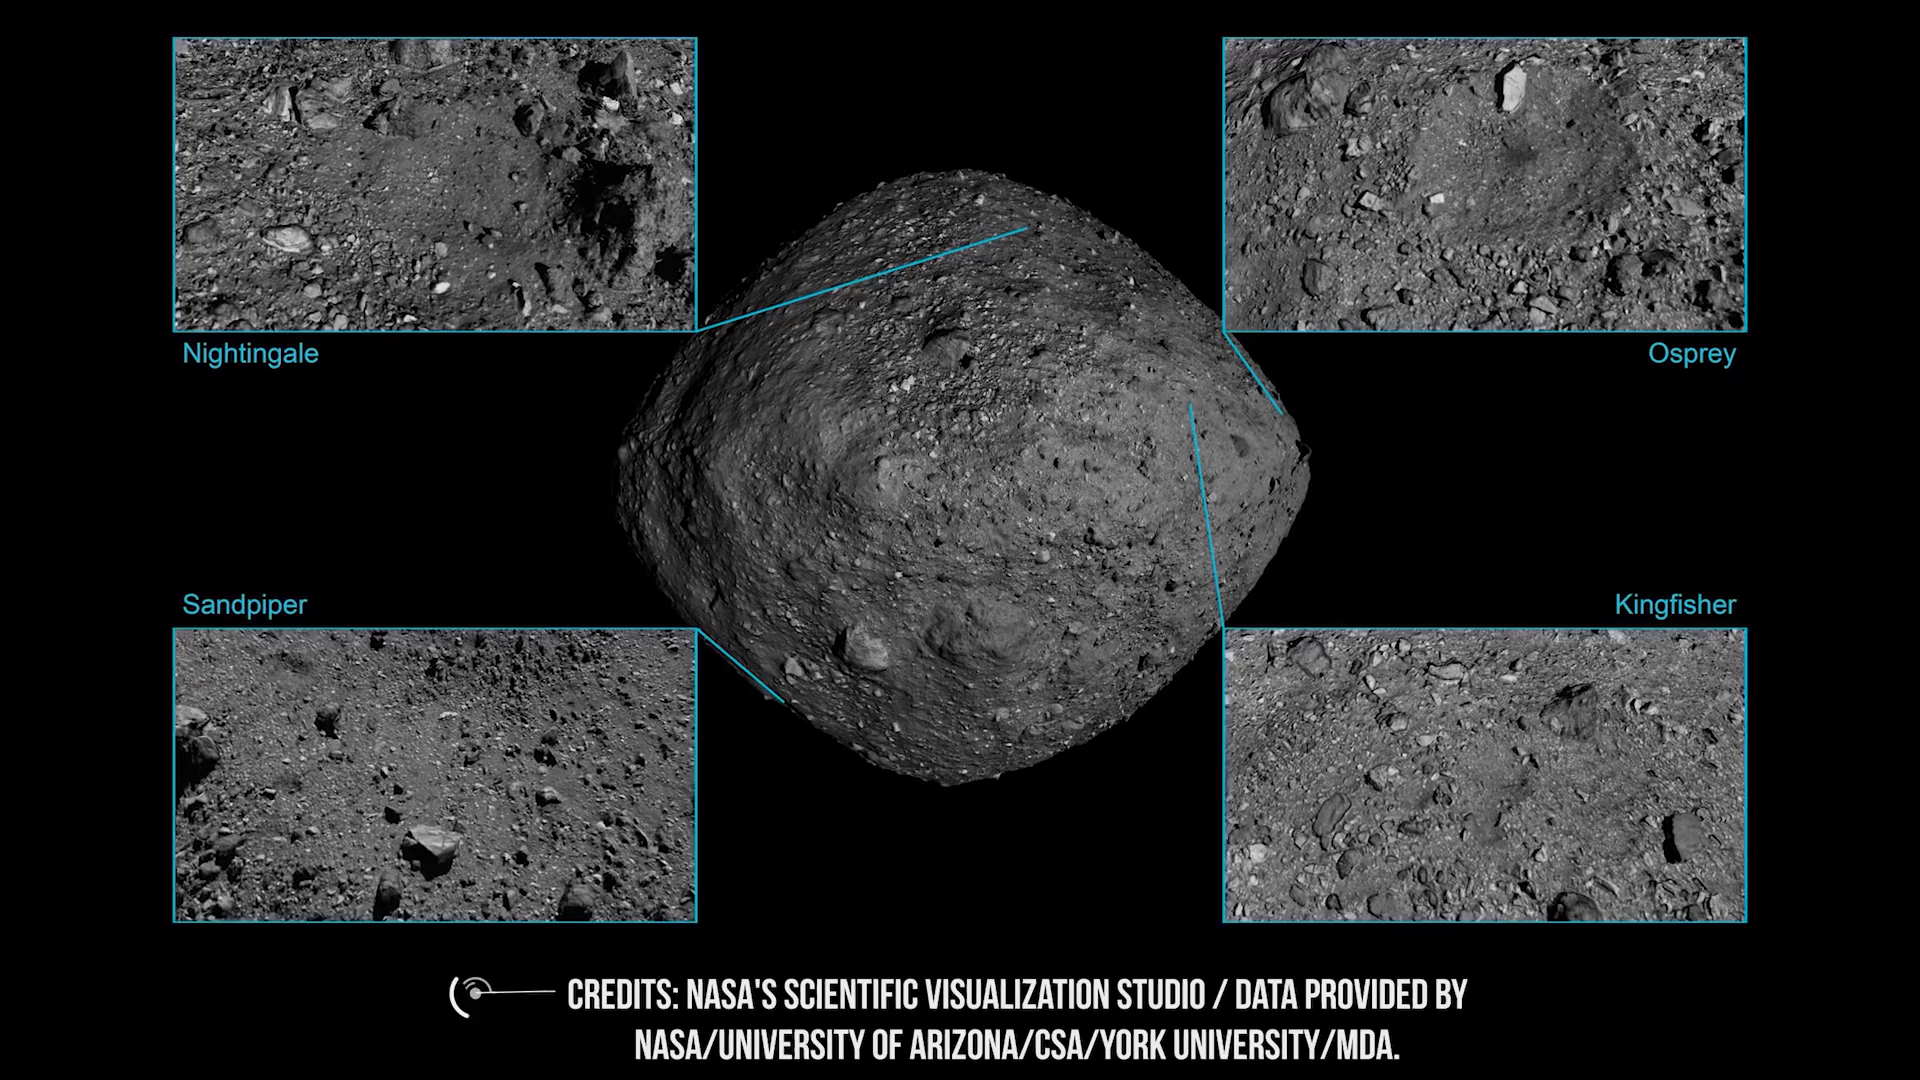 Nightingale
Osprey
Sandpiper
Kingfisher
CREDITS: NASA'S SCIENTIFIC VISUALIZATION STUDIO / DATA PROVIDED BY
NASA/UNIVERSITY OF ARIZONA/CSA/YORK UNIVERSITY/MDA.